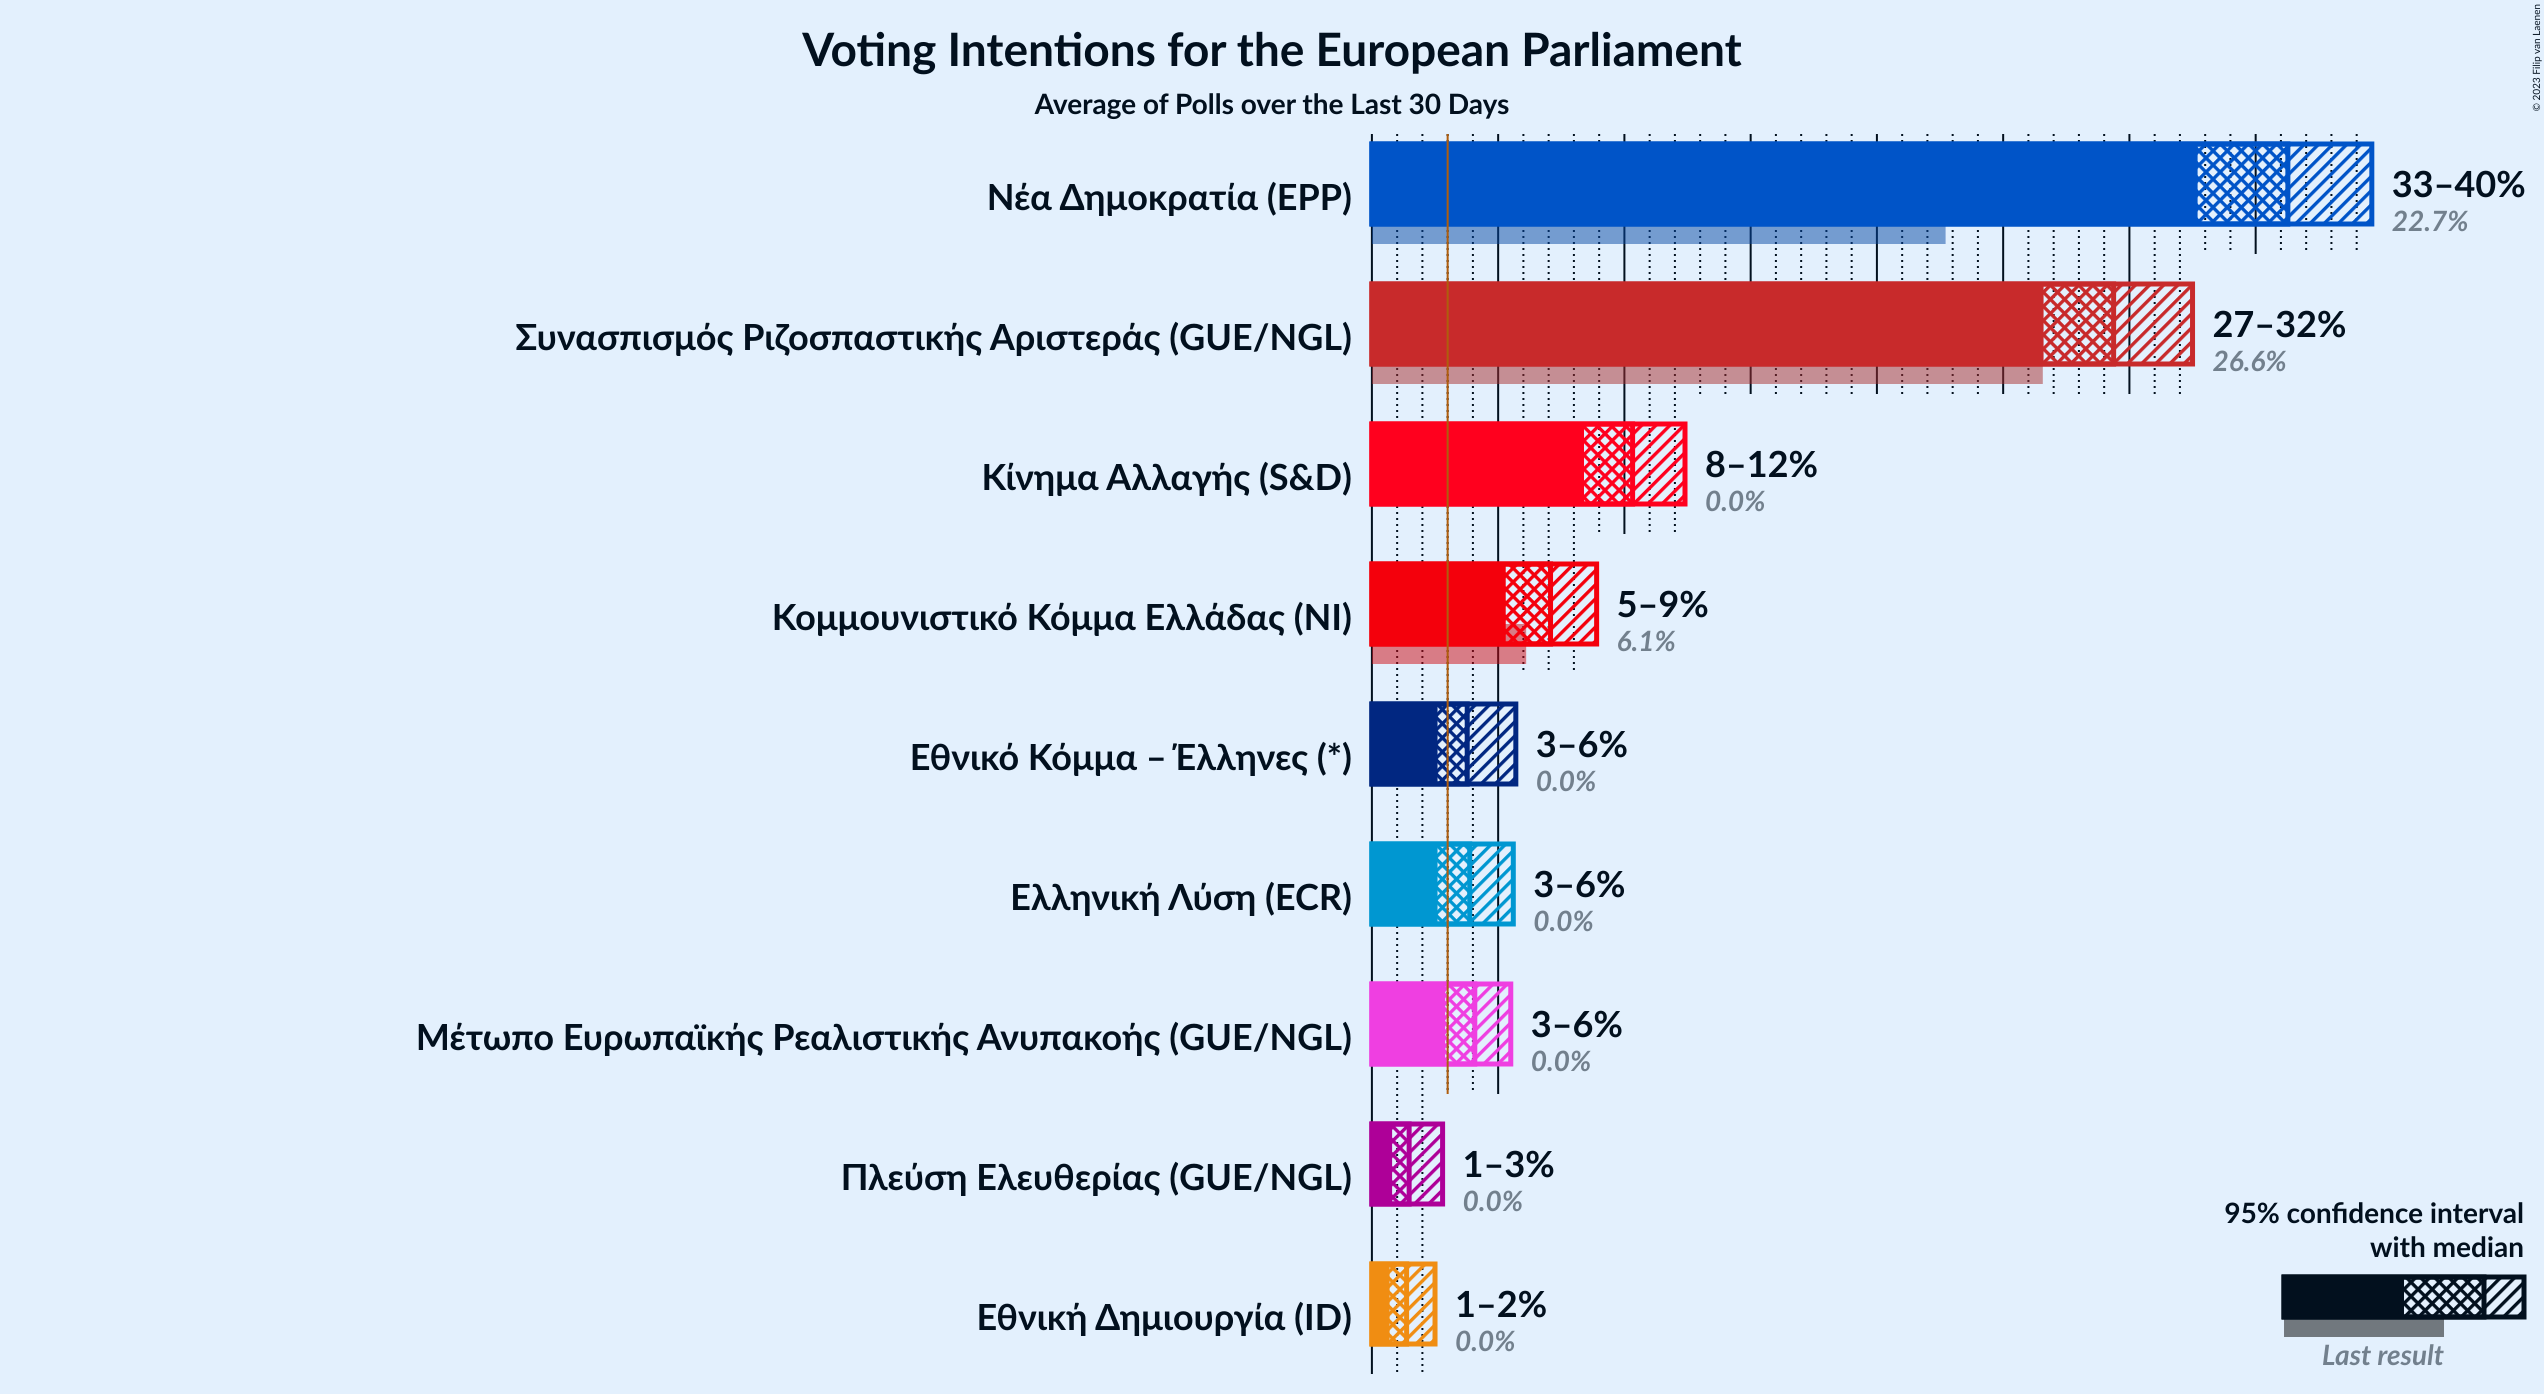 Voting Intentions for the European Parliament
Average of Polls over the Last 30 Days
© 2023 Filip van Laenen
Νέα Δημοκρατία (EPP)
33–40%
22.7%
Συνασπισμός Ριζοσπαστικής Αριστεράς (GUE/NGL)
27–32%
26.6%
Κίνημα Αλλαγής (S&D)
8–12%
0.0%
Κομμουνιστικό Κόμμα Ελλάδας (NI)
5–9%
6.1%
Εθνικό Κόμμα – Έλληνες (*)
3–6%
0.0%
Ελληνική Λύση (ECR)
3–6%
0.0%
Μέτωπο Ευρωπαϊκής Ρεαλιστικής Ανυπακοής (GUE/NGL)
3–6%
0.0%
Πλεύση Ελευθερίας (GUE/NGL)
1–3%
0.0%
Εθνική Δημιουργία (ID)
1–2%
0.0%
95% confidence interval
with median
Last result